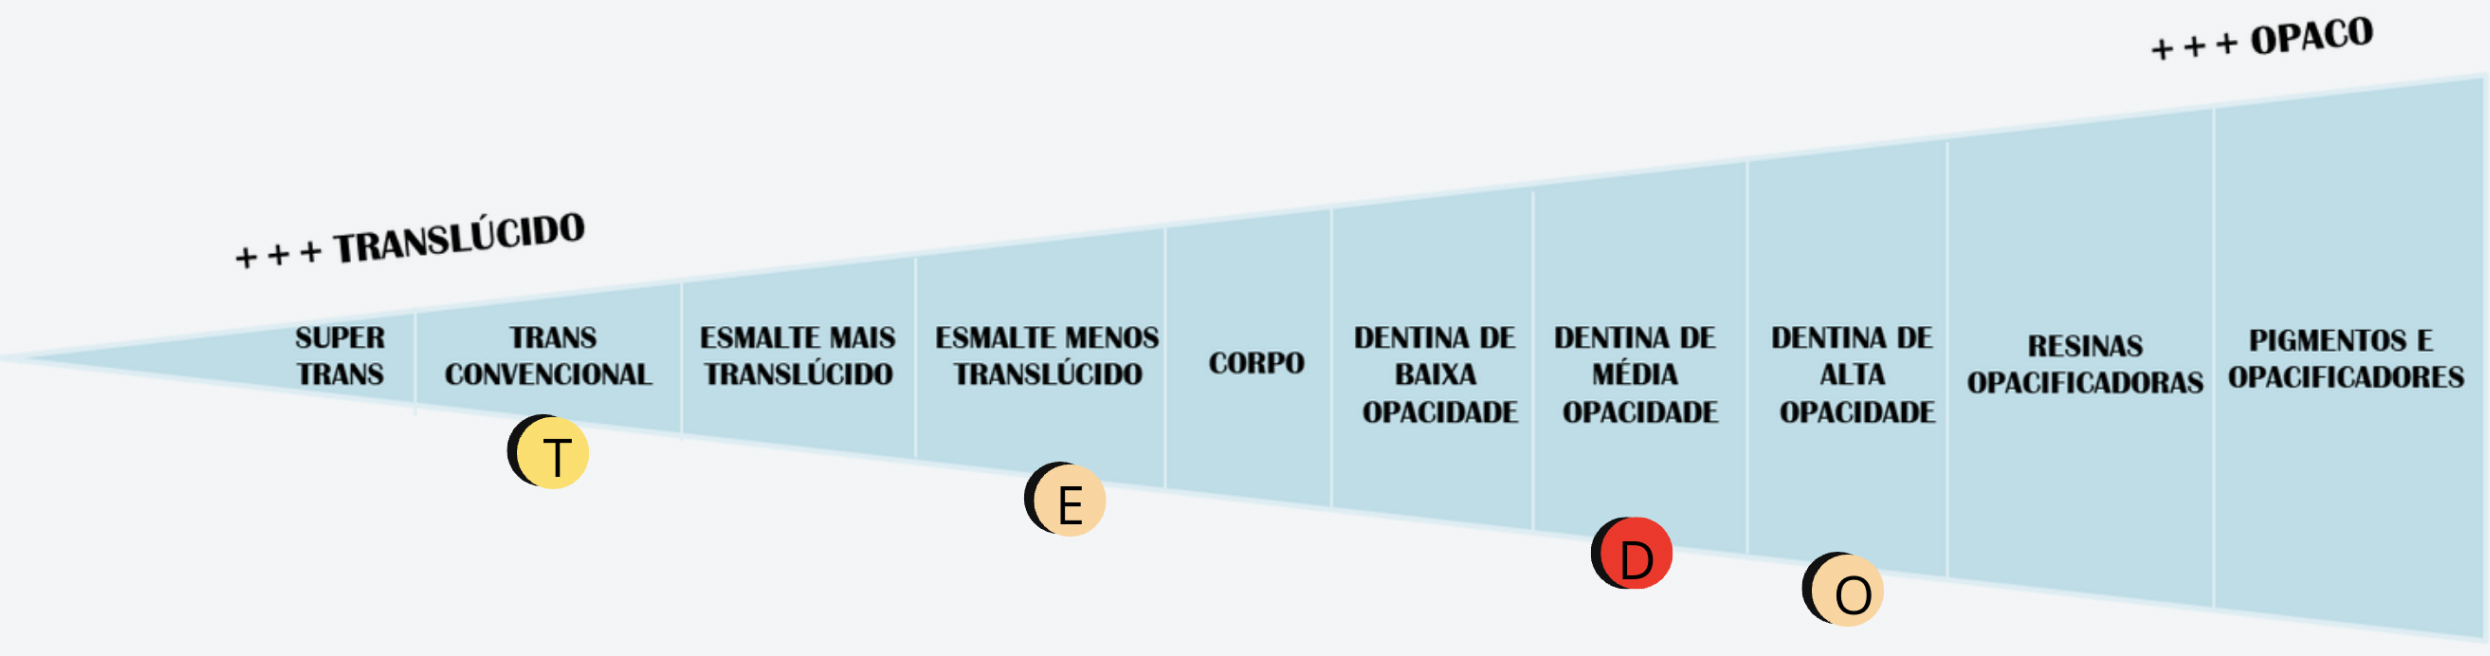 + + + OPACO
+ + + TRANSLÚCIDO
SUPER
TRANS
TRANS
CONVENCIONAL
ESMALTE MAIS
TRANSLÚCIDO
ESMALTE MENOS
TRANSLÚCIDO
CORPO
DENTINA DE
BAIXA
OPACIDADE
DENTINA DE
MÉDIA
OPACIDADE
DENTINA DE
ALTA
OPACIDADE
RESINAS
OPACIFICADORAS
PIGMENTOS E
OPACIFICADORES
T
E
D
O